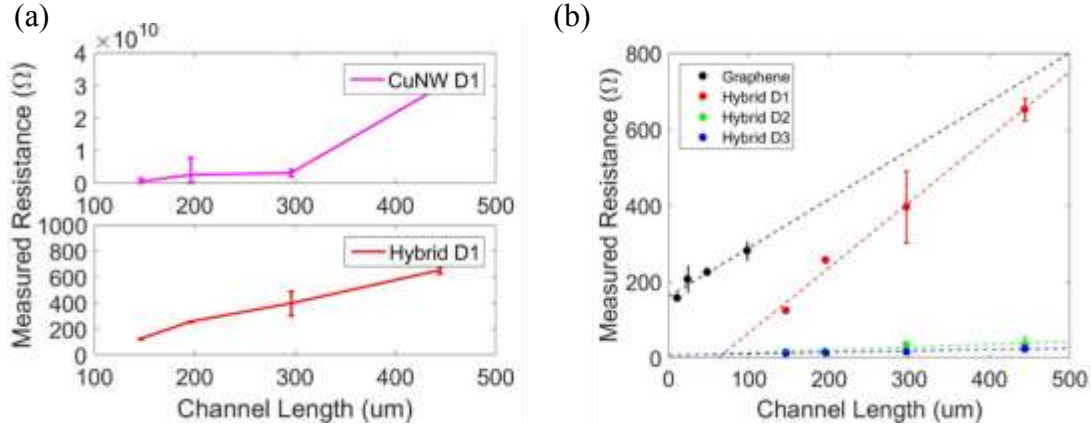 (a)
(b)
× 10^10
4
3
2
1
0
CuNW D1
100 200 300 400 500
1000
800
600
400
200
0
Hybrid D1
100 200 300 400 500
Measured Resistance (Ω)
Channel Length (um)
800
600
400
200
0
Graphene
Hybrid D1
Hybrid D2
Hybrid D3
0 100 200 300 400 500
Measured Resistance (Ω)
Channel Length (um)